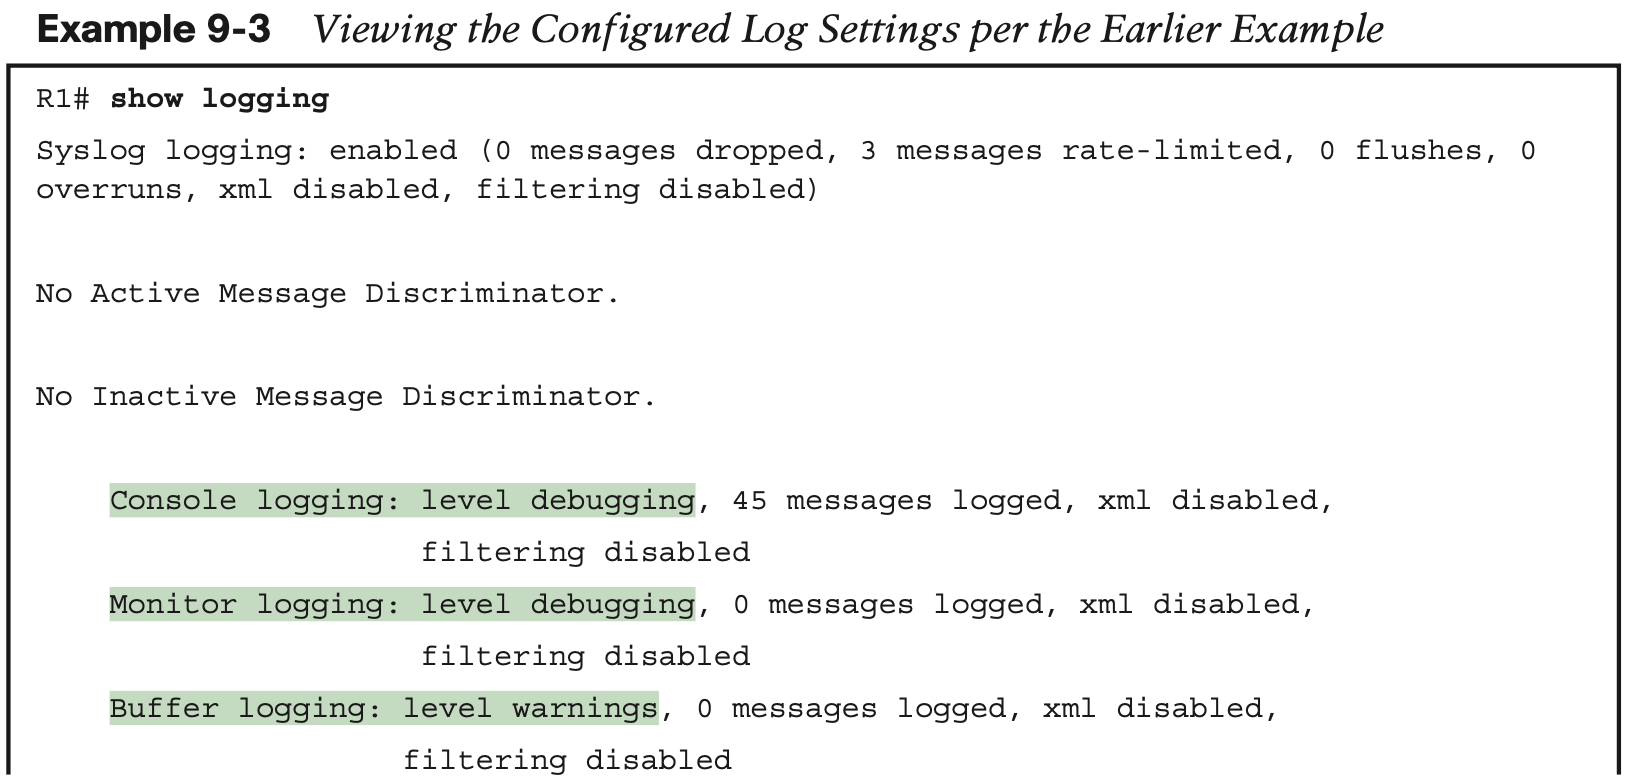 Example 9-3 Viewing the Configured Log Settings per the Earlier Example
R1# show logging
Syslog logging: enabled (0 messages dropped, 3 messages rate-limited, 0 flushes, 0
overruns, xml disabled, filtering disabled)
No Active Message Discriminator.
No Inactive Message Discriminator.
Console logging: level debugging, 45 messages logged, xml disabled,
filtering disabled
Monitor logging: level debugging, 0 messages logged, xml disabled,
filtering disabled
Buffer logging: level warnings, 0 messages logged, xml disabled,
filtering disabled